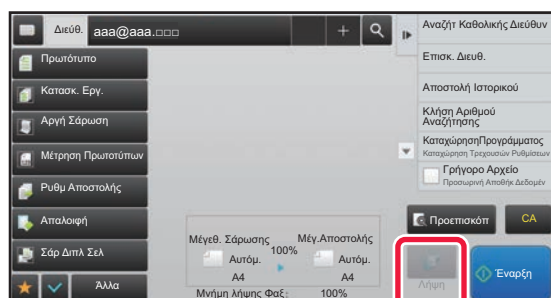 Διεύθ. aaa@aaa.□□□
Πρωτότυπο
Κατασκ. Εργ.
Αργή Σάρωση
Μέτρηση Πρωτοτύπων
Ρυθμ Αποστολής
Απαλοιφή
Σάρ Διπλ Σελ
Άλλα
Μέγεθ. Σάρωσης
100%
Μέγ.Αποστολής
Αυτόμ.
Αυτόμ.
A4
A4
Μνήμη λήψης Φαξ: 100%
Αναζήτ Καθολικής Διεύθυν
Επισκ. Διευθ.
Αποστολή Ιστορικού
Κλήση Αριθμού
Αναζήτησης
ΚαταχώρησηΠρογράμματος
Καταχώρηση Τρεχουσών Ρυθμίσεων
Γρήγορο Αρχείο
Προσωρινή Αποθήκ Δεδομέν
Προεπισκόπ
CA
Λήψη
Έναρξη